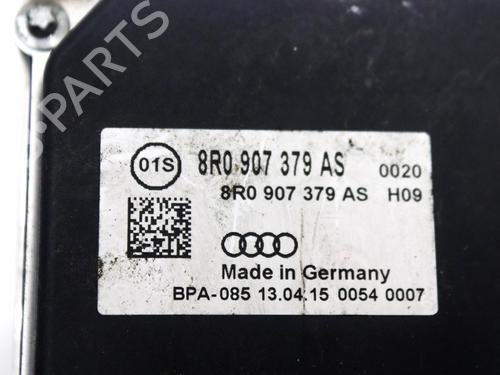 01S
8R0 907 379 AS 0020
8R0 907 379 AS H09
Made in Germany
BPA-085 13.04.15 0054 0007
B-PARTS